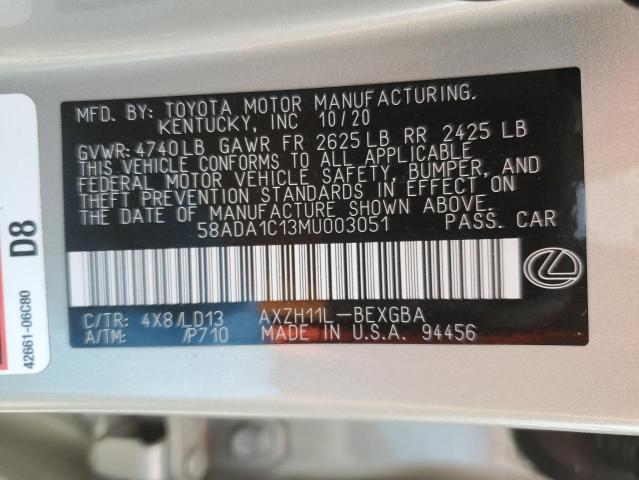 MFD. BY: TOYOTA MOTOR MANUFACTURING.
KENTUCKY, INC 10/20
GVWR: 4740LB GAWR FR 2625LB RR 2425 LB
THIS VEHICLE CONFORMS TO ALL APPLICABLE
FEDERAL MOTOR VEHICLE SAFETY, BUMPER, AND
THEFT PREVENTION STANDARDS IN EFFECT ON
THE DATE OF MANUFACTURE SHOWN ABOVE.
58ADA1C13MU003051 PASS. CAR
C/TR: 4X8/LD13 AXZH11L-BEXGBA
A/TM: /P710 MADE IN U.S.A. 94456
D8
42661-06C80